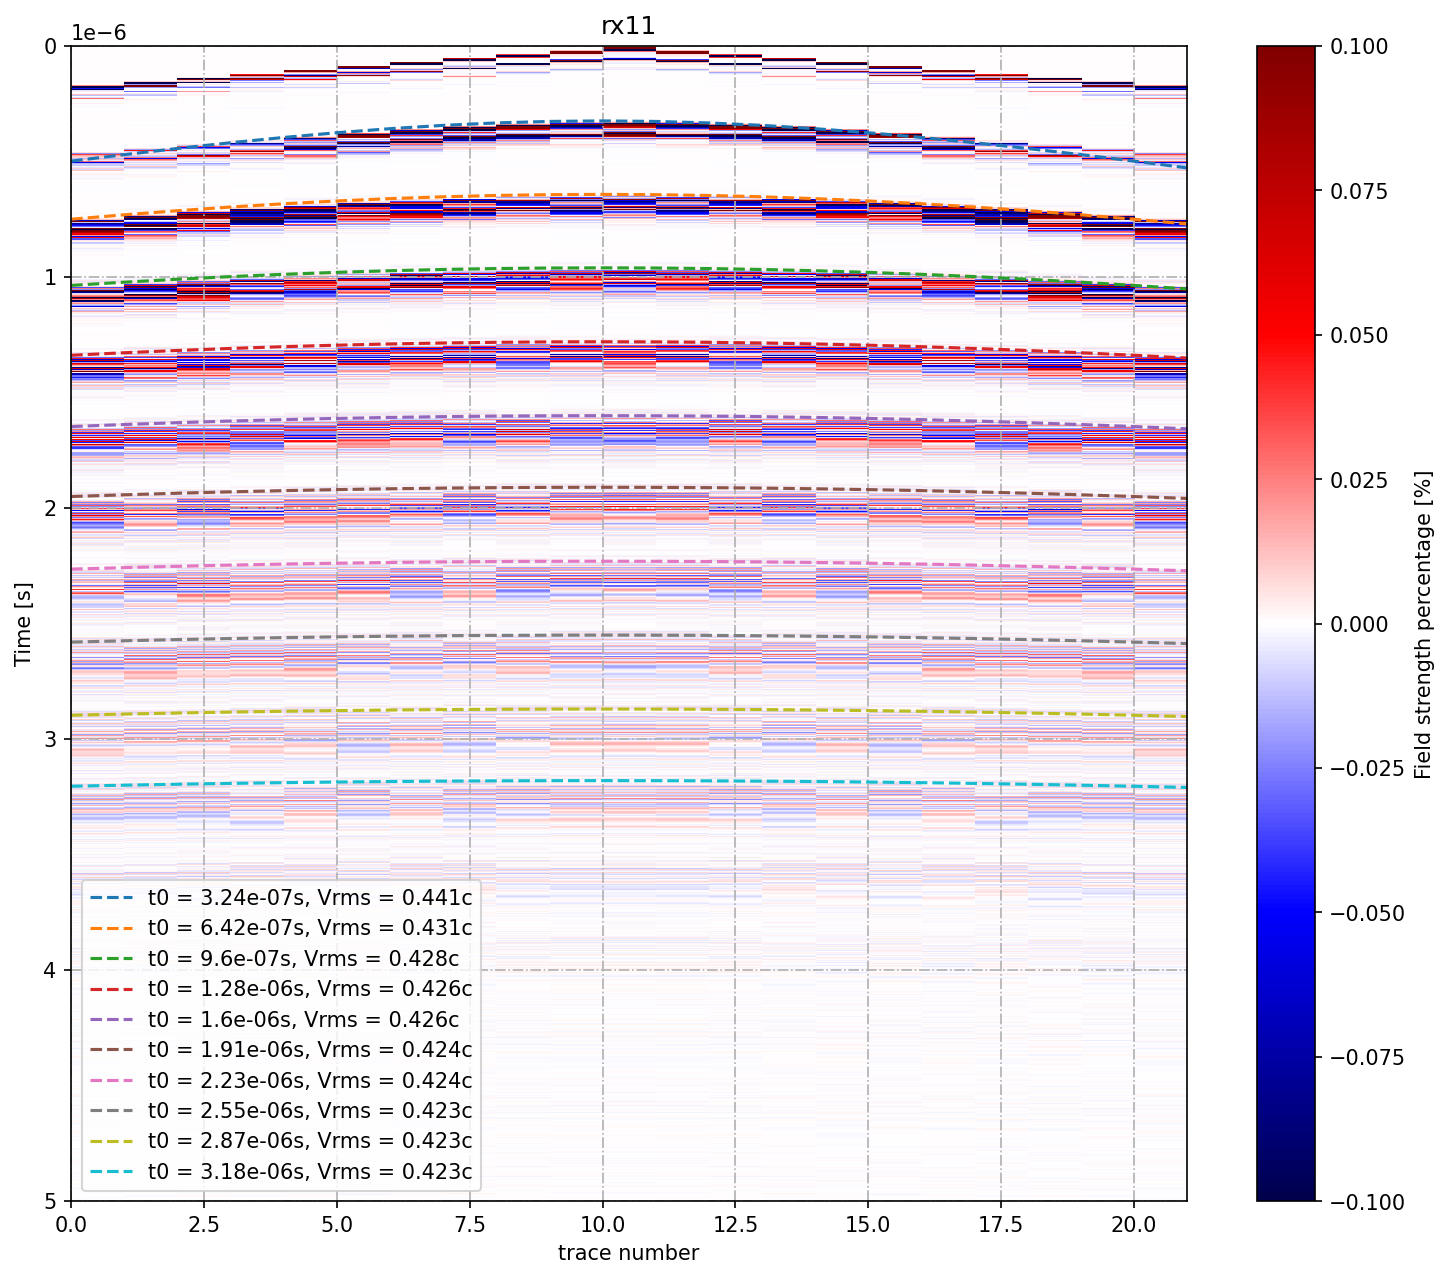 rx11
1e−6
0
1
2
3
4
5
Time [s]
t0 = 3.24e-07s, Vrms = 0.441c
t0 = 6.42e-07s, Vrms = 0.431c
t0 = 9.6e-07s, Vrms = 0.428c
t0 = 1.28e-06s, Vrms = 0.426c
t0 = 1.6e-06s, Vrms = 0.426c
t0 = 1.91e-06s, Vrms = 0.424c
t0 = 2.23e-06s, Vrms = 0.424c
t0 = 2.55e-06s, Vrms = 0.423c
t0 = 2.87e-06s, Vrms = 0.423c
t0 = 3.18e-06s, Vrms = 0.423c
0.0 2.5 5.0 7.5 10.0 12.5 15.0 17.5 20.0
trace number
0.100
0.075
0.050
0.025
0.000
−0.025
−0.050
−0.075
−0.100
Field strength percentage [%]